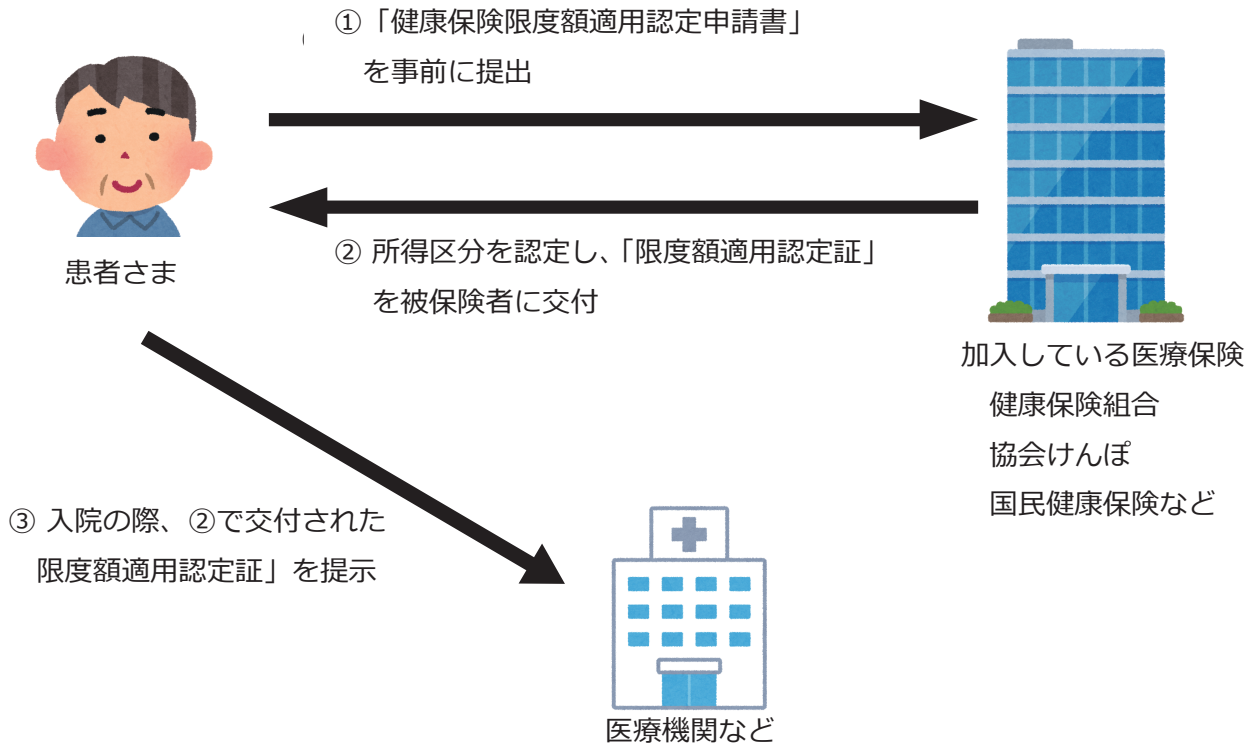 ①「健康保険限度額適用認定申請書」
を事前に提出
患者さま
② 所得区分を認定し、「限度額適用認定証」
を被保険者に交付
加入している医療保険
健康保険組合
協会けんぽ
国民健康保険など
③ 入院の際、②で交付された
限度額適用認定証」を提示
医療機関など